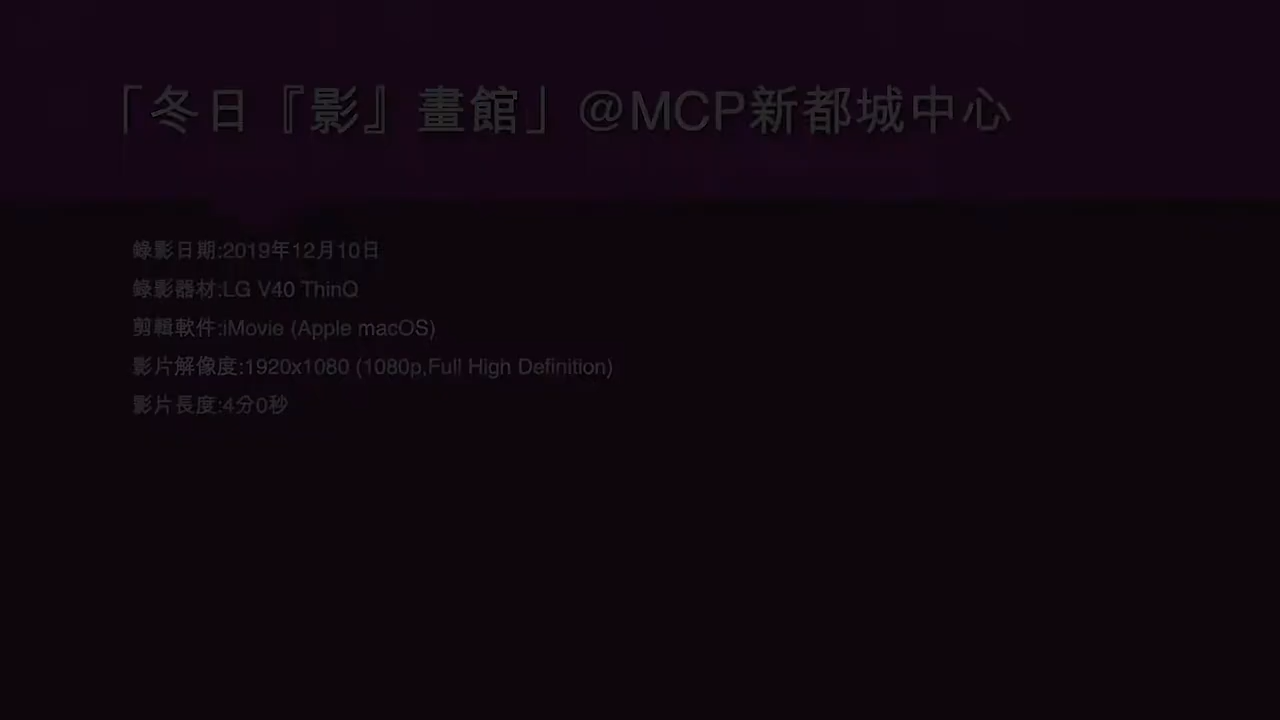 「冬日『影』畫館」@MCP新都城中心
錄影日期:2019年12月10日
錄影器材:LG V40 ThinQ
剪輯軟件:iMovie (Apple macOS)
影片解像度:1920x1080 (1080p,Full High Definition)
影片長度:4分0秒